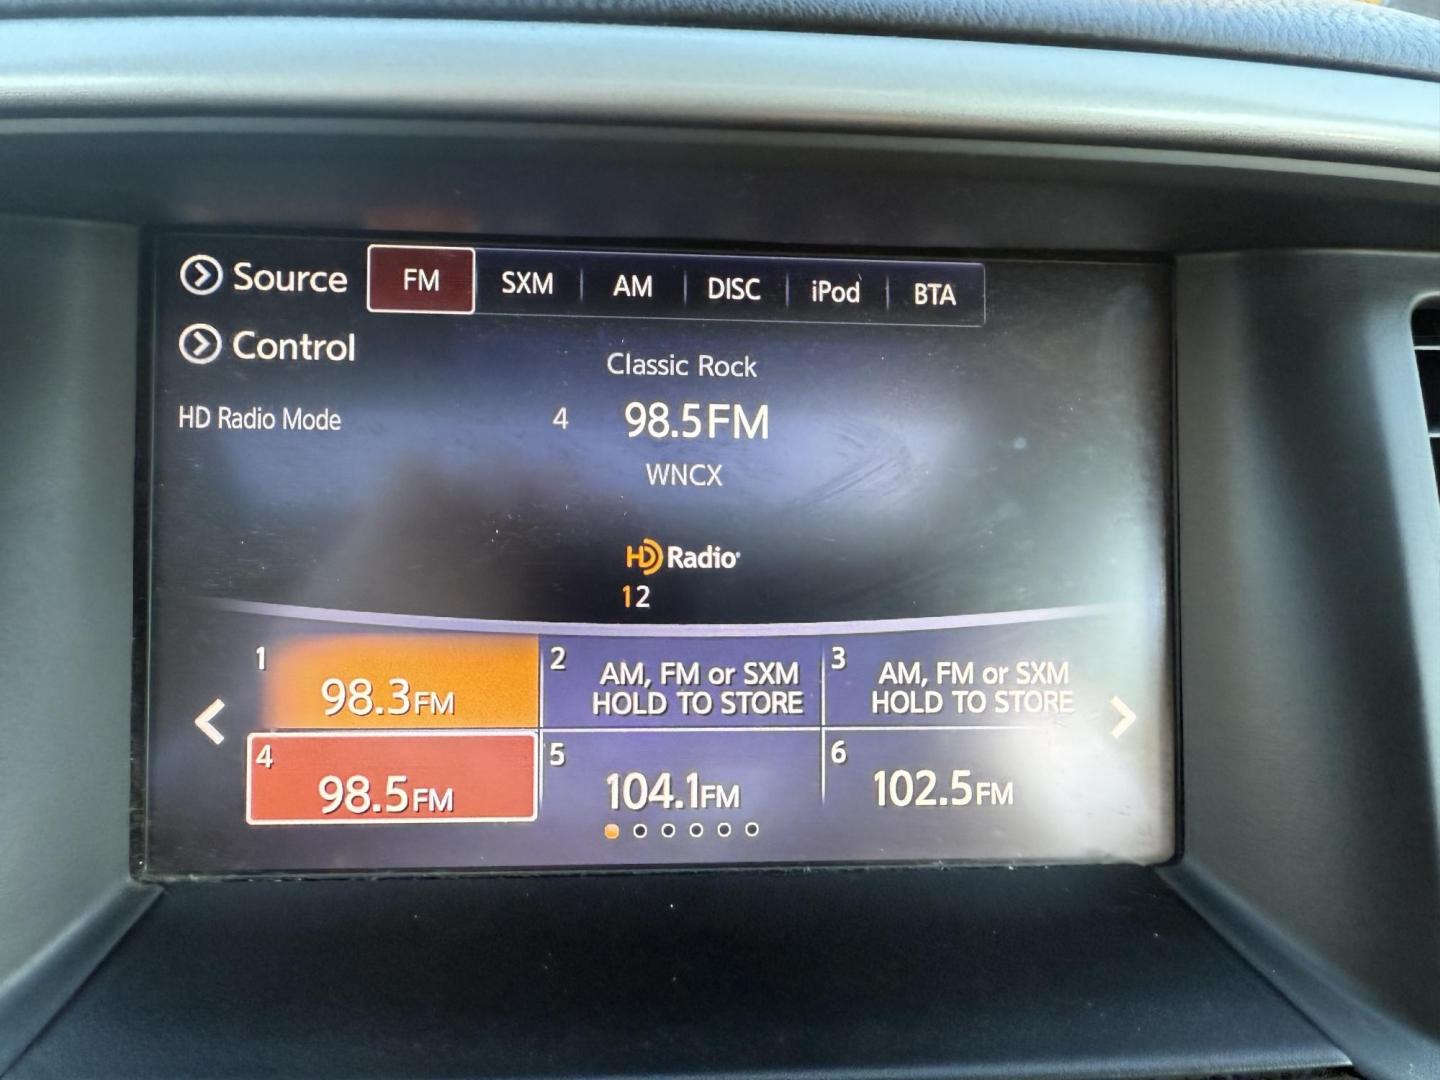 Source FM SXM AM DISC iPod BTA
Control
Classic Rock
HD Radio Mode 4 98.5FM
WNCX
HD Radio
12
1 98.3FM
2 AM, FM or SXM
HOLD TO STORE
3 AM, FM or SXM
HOLD TO STORE
4 98.5FM
5 104.1FM
6 102.5FM